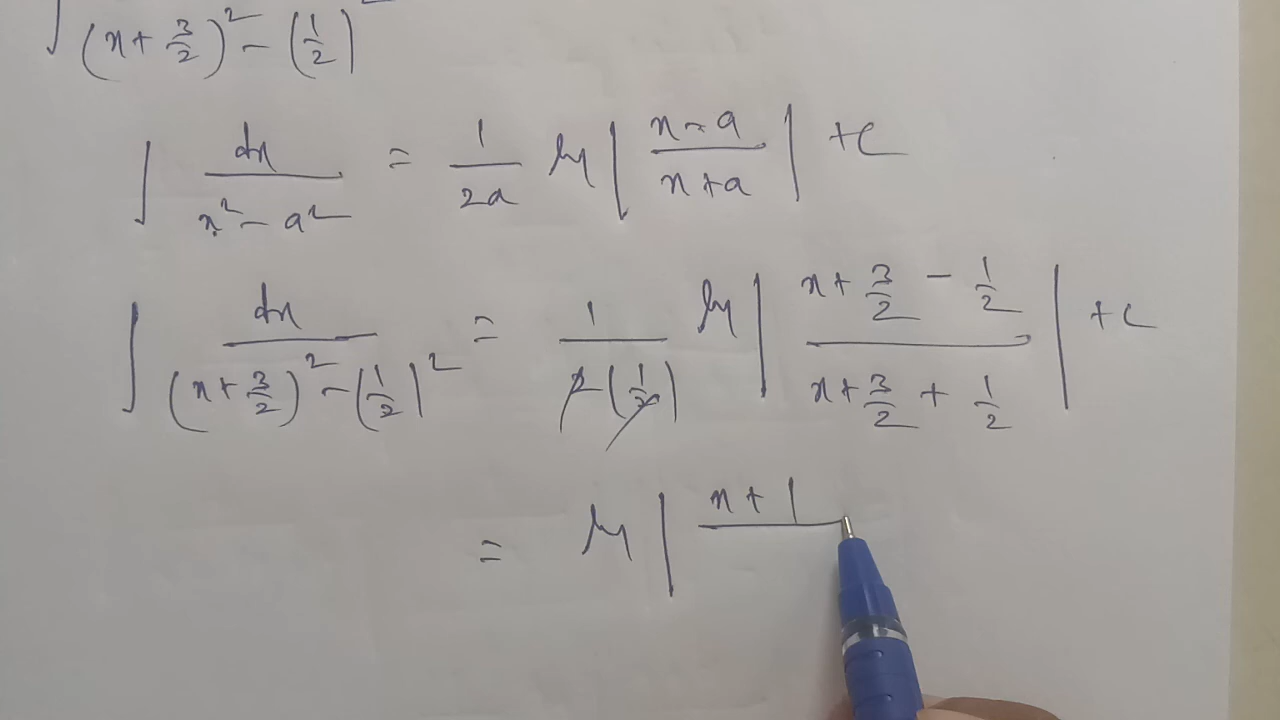 ∫ (x + 3/2)² − (1/2)²
∫ dx / (x² − a²) = 1/2a ln | (x − a) / (x + a) | + c
∫ dx / ((x + 3/2)² − (1/2)²) = 1 / 2(1/2) ln | (x + 3/2 − 1/2) / (x + 3/2 + 1/2) | + c
= ln | x + 1